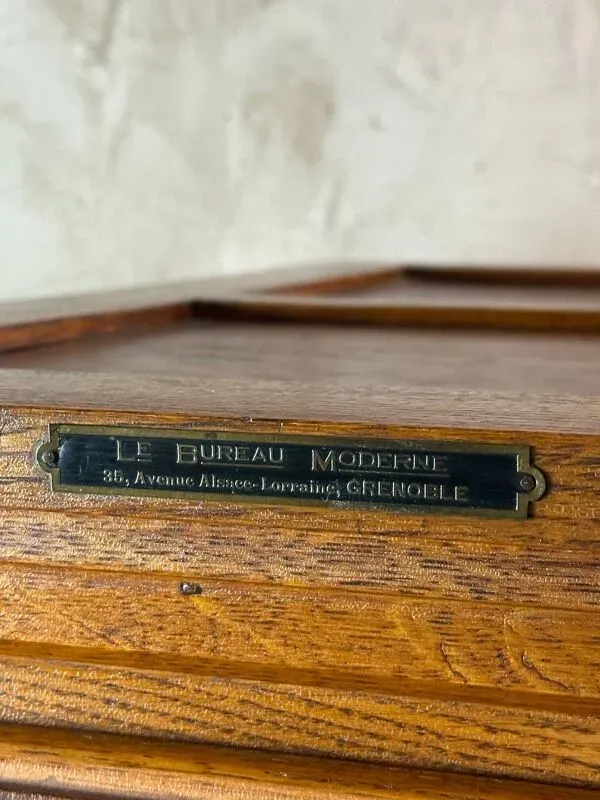 LE BUREAU MODERNE
35, Avenue Alsace-Lorraine, GRENOBLE